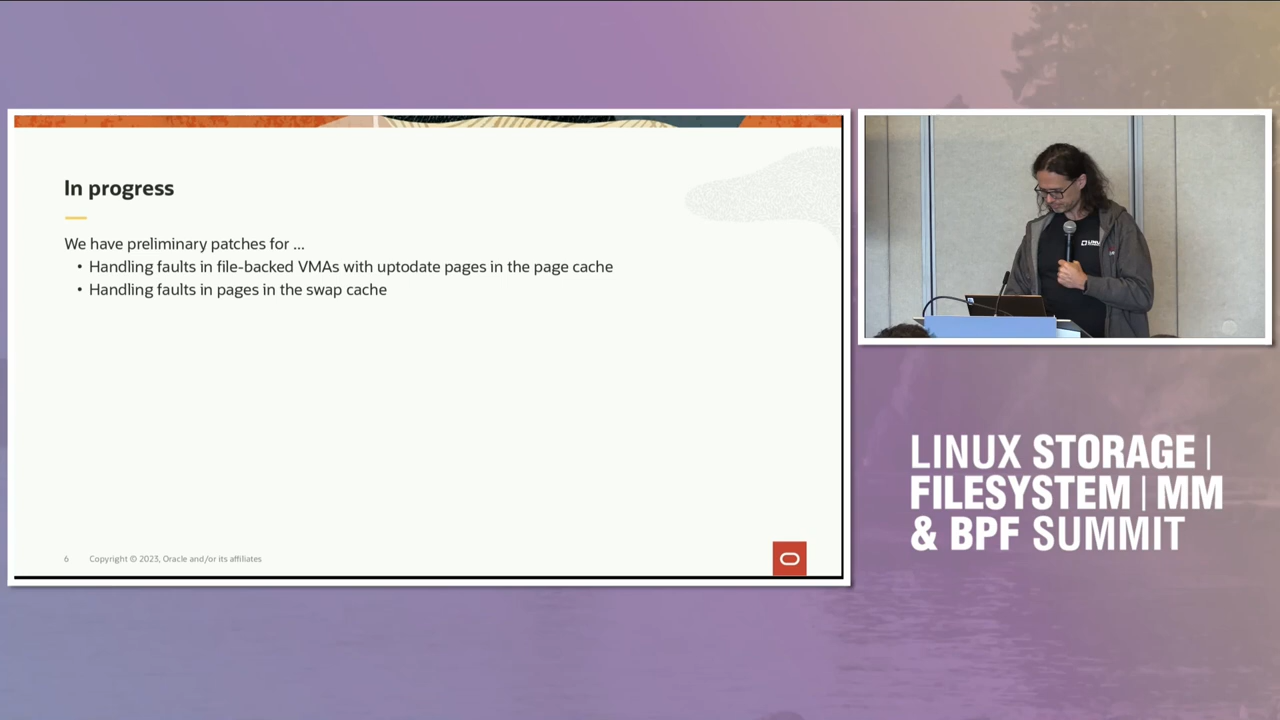 In progress
We have preliminary patches for ...
• Handling faults in file-backed VMAs with uptodate pages in the page cache
• Handling faults in pages in the swap cache
6 Copyright © 2023, Oracle and/or its affiliates
LINUX STORAGE |
FILESYSTEM | MM
& BPF SUMMIT